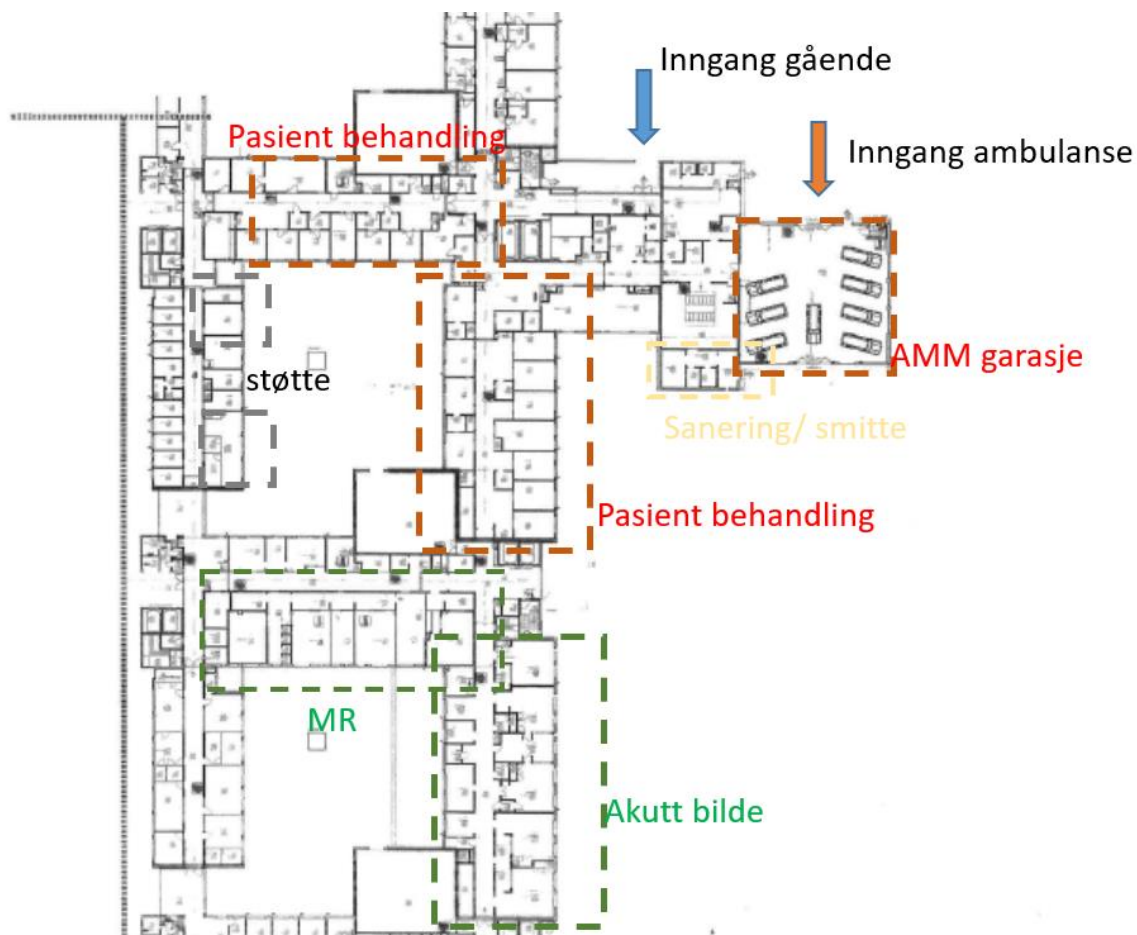 Inngang gående
Pasient behandling
Inngang ambulanse
AMM garasje
støtte
Sanering/ smitte
Pasient behandling
MR
Akutt bilde